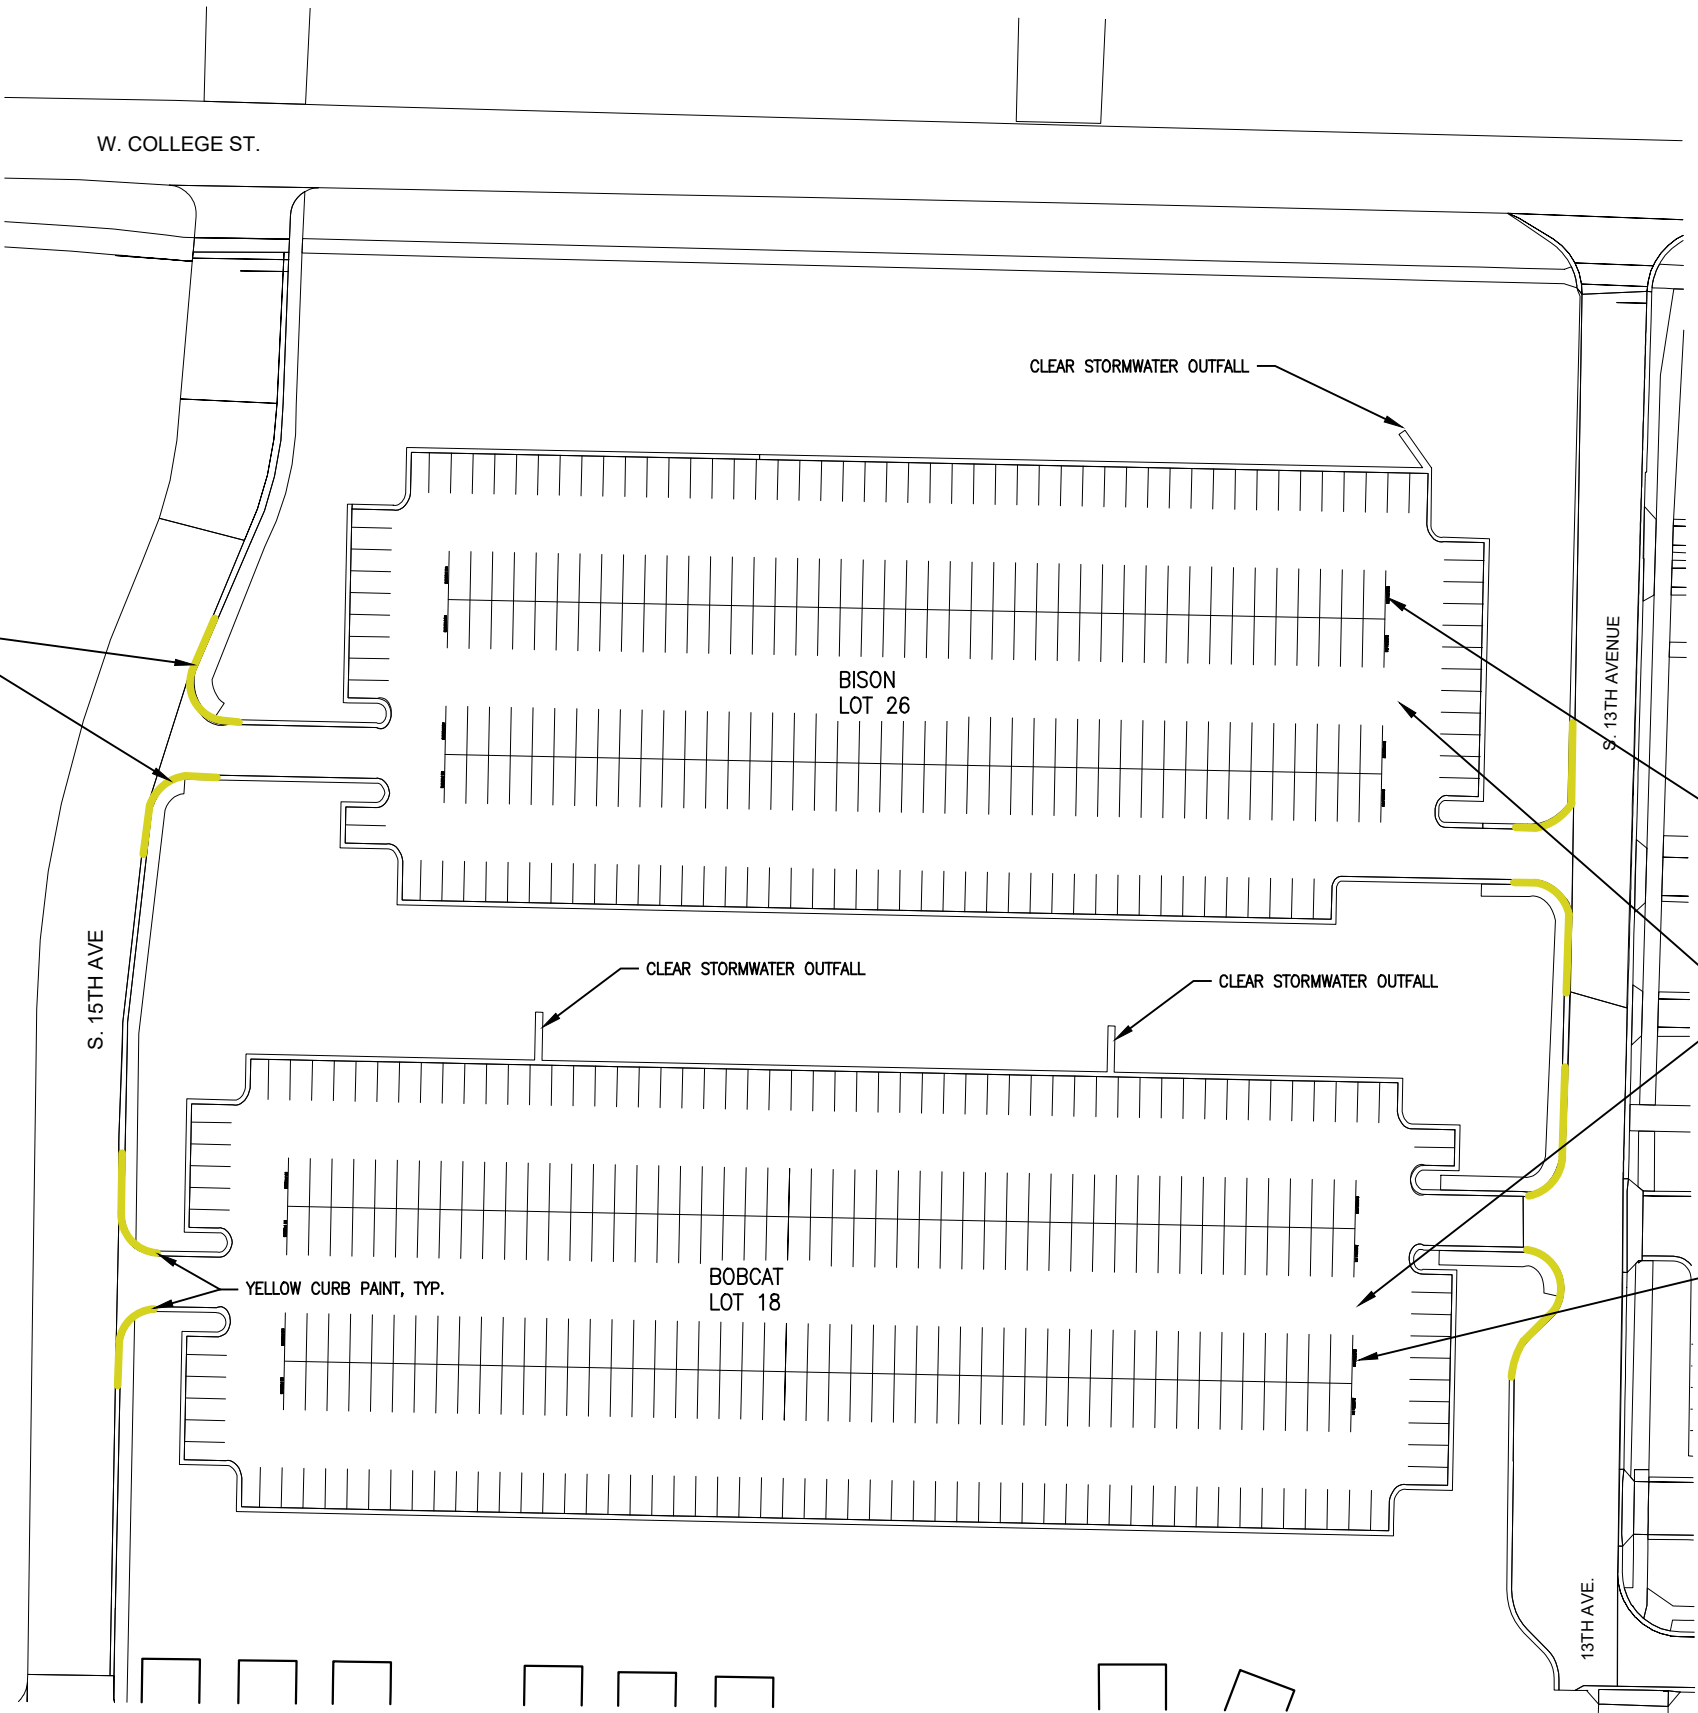 W. COLLEGE ST.
CLEAR STORMWATER OUTFALL
S. 13TH AVENUE
BISON
LOT 26
S. 15TH AVE
CLEAR STORMWATER OUTFALL
CLEAR STORMWATER OUTFALL
BOBCAT
LOT 18
YELLOW CURB PAINT, TYP.
13TH AVE.